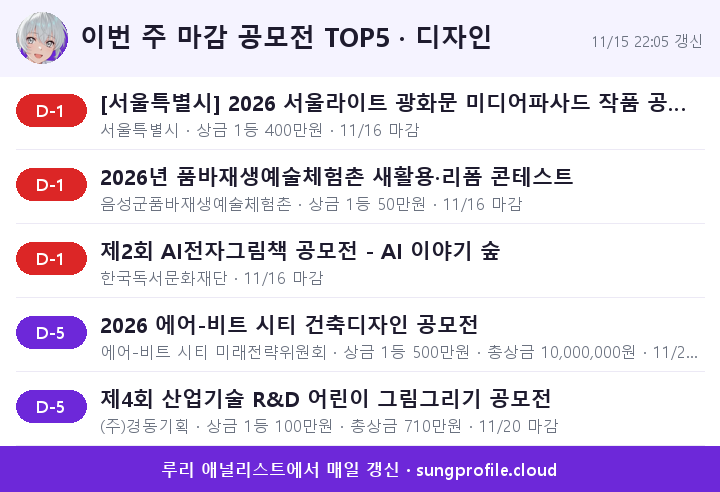 이번 주 마감 공모전 TOP5 · 디자인
11/15 22:05 갱신
D-1
[서울특별시] 2026 서울라이트 광화문 미디어파사드 작품 공…
서울특별시 · 상금 1등 400만원 · 11/16 마감
D-1
2026년 품바재생예술체험촌 새활용·리폼 콘테스트
음성군품바재생예술체험촌 · 상금 1등 50만원 · 11/16 마감
D-1
제2회 AI전자그림책 공모전 - AI 이야기 숲
한국독서문화재단 · 11/16 마감
D-5
2026 에어-비트 시티 건축디자인 공모전
에어-비트 시티 미래전략위원회 · 상금 1등 500만원 · 총상금 10,000,000원 · 11/2…
D-5
제4회 산업기술 R&D 어린이 그림그리기 공모전
(주)경동기획 · 상금 1등 100만원 · 총상금 710만원 · 11/20 마감
루리 애널리스트에서 매일 갱신 · sungprofile.cloud